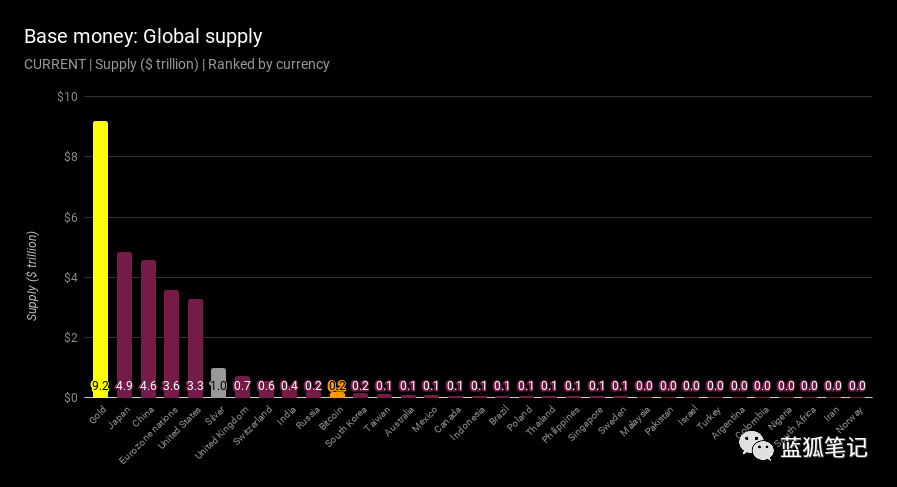 Base money: Global supply
CURRENT | Supply ($ trillion) | Ranked by currency
$10
$8
$6
$4
$2
$0
Supply ($ trillion)
9.2 4.9 4.6 3.6 3.3 1.0 0.7 0.6 0.4 0.2 0.2 0.2 0.1 0.1 0.1 0.1 0.1 0.1 0.1 0.1 0.1 0.1 0.1 0.0 0.0 0.0 0.0 0.0 0.0 0.0 0.0 0.0 0.0
Gold
Japan
China
Eurozone nations
United States
Silver
United Kingdom
Switzerland
India
Russia
Bitcoin
South Korea
Taiwan
Australia
Mexico
Canada
Indonesia
Brazil
Poland
Thailand
Philippines
Singapore
Sweden
Malaysia
Pakistan
Israel
Turkey
Argentina
Colombia
Nigeria
South Africa
Iran
Norway
蓝狐笔记